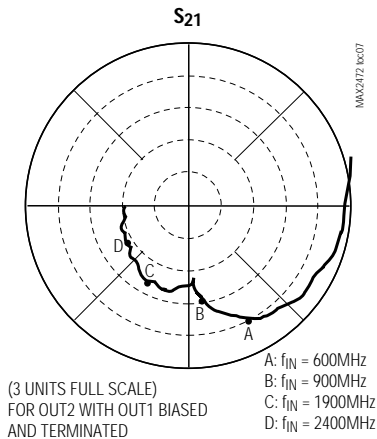 S21
MAX2472 toc07
D
C
B
A
A: fIN = 600MHz
B: fIN = 900MHz
C: fIN = 1900MHz
D: fIN = 2400MHz
(3 UNITS FULL SCALE)
FOR OUT2 WITH OUT1 BIASED
AND TERMINATED